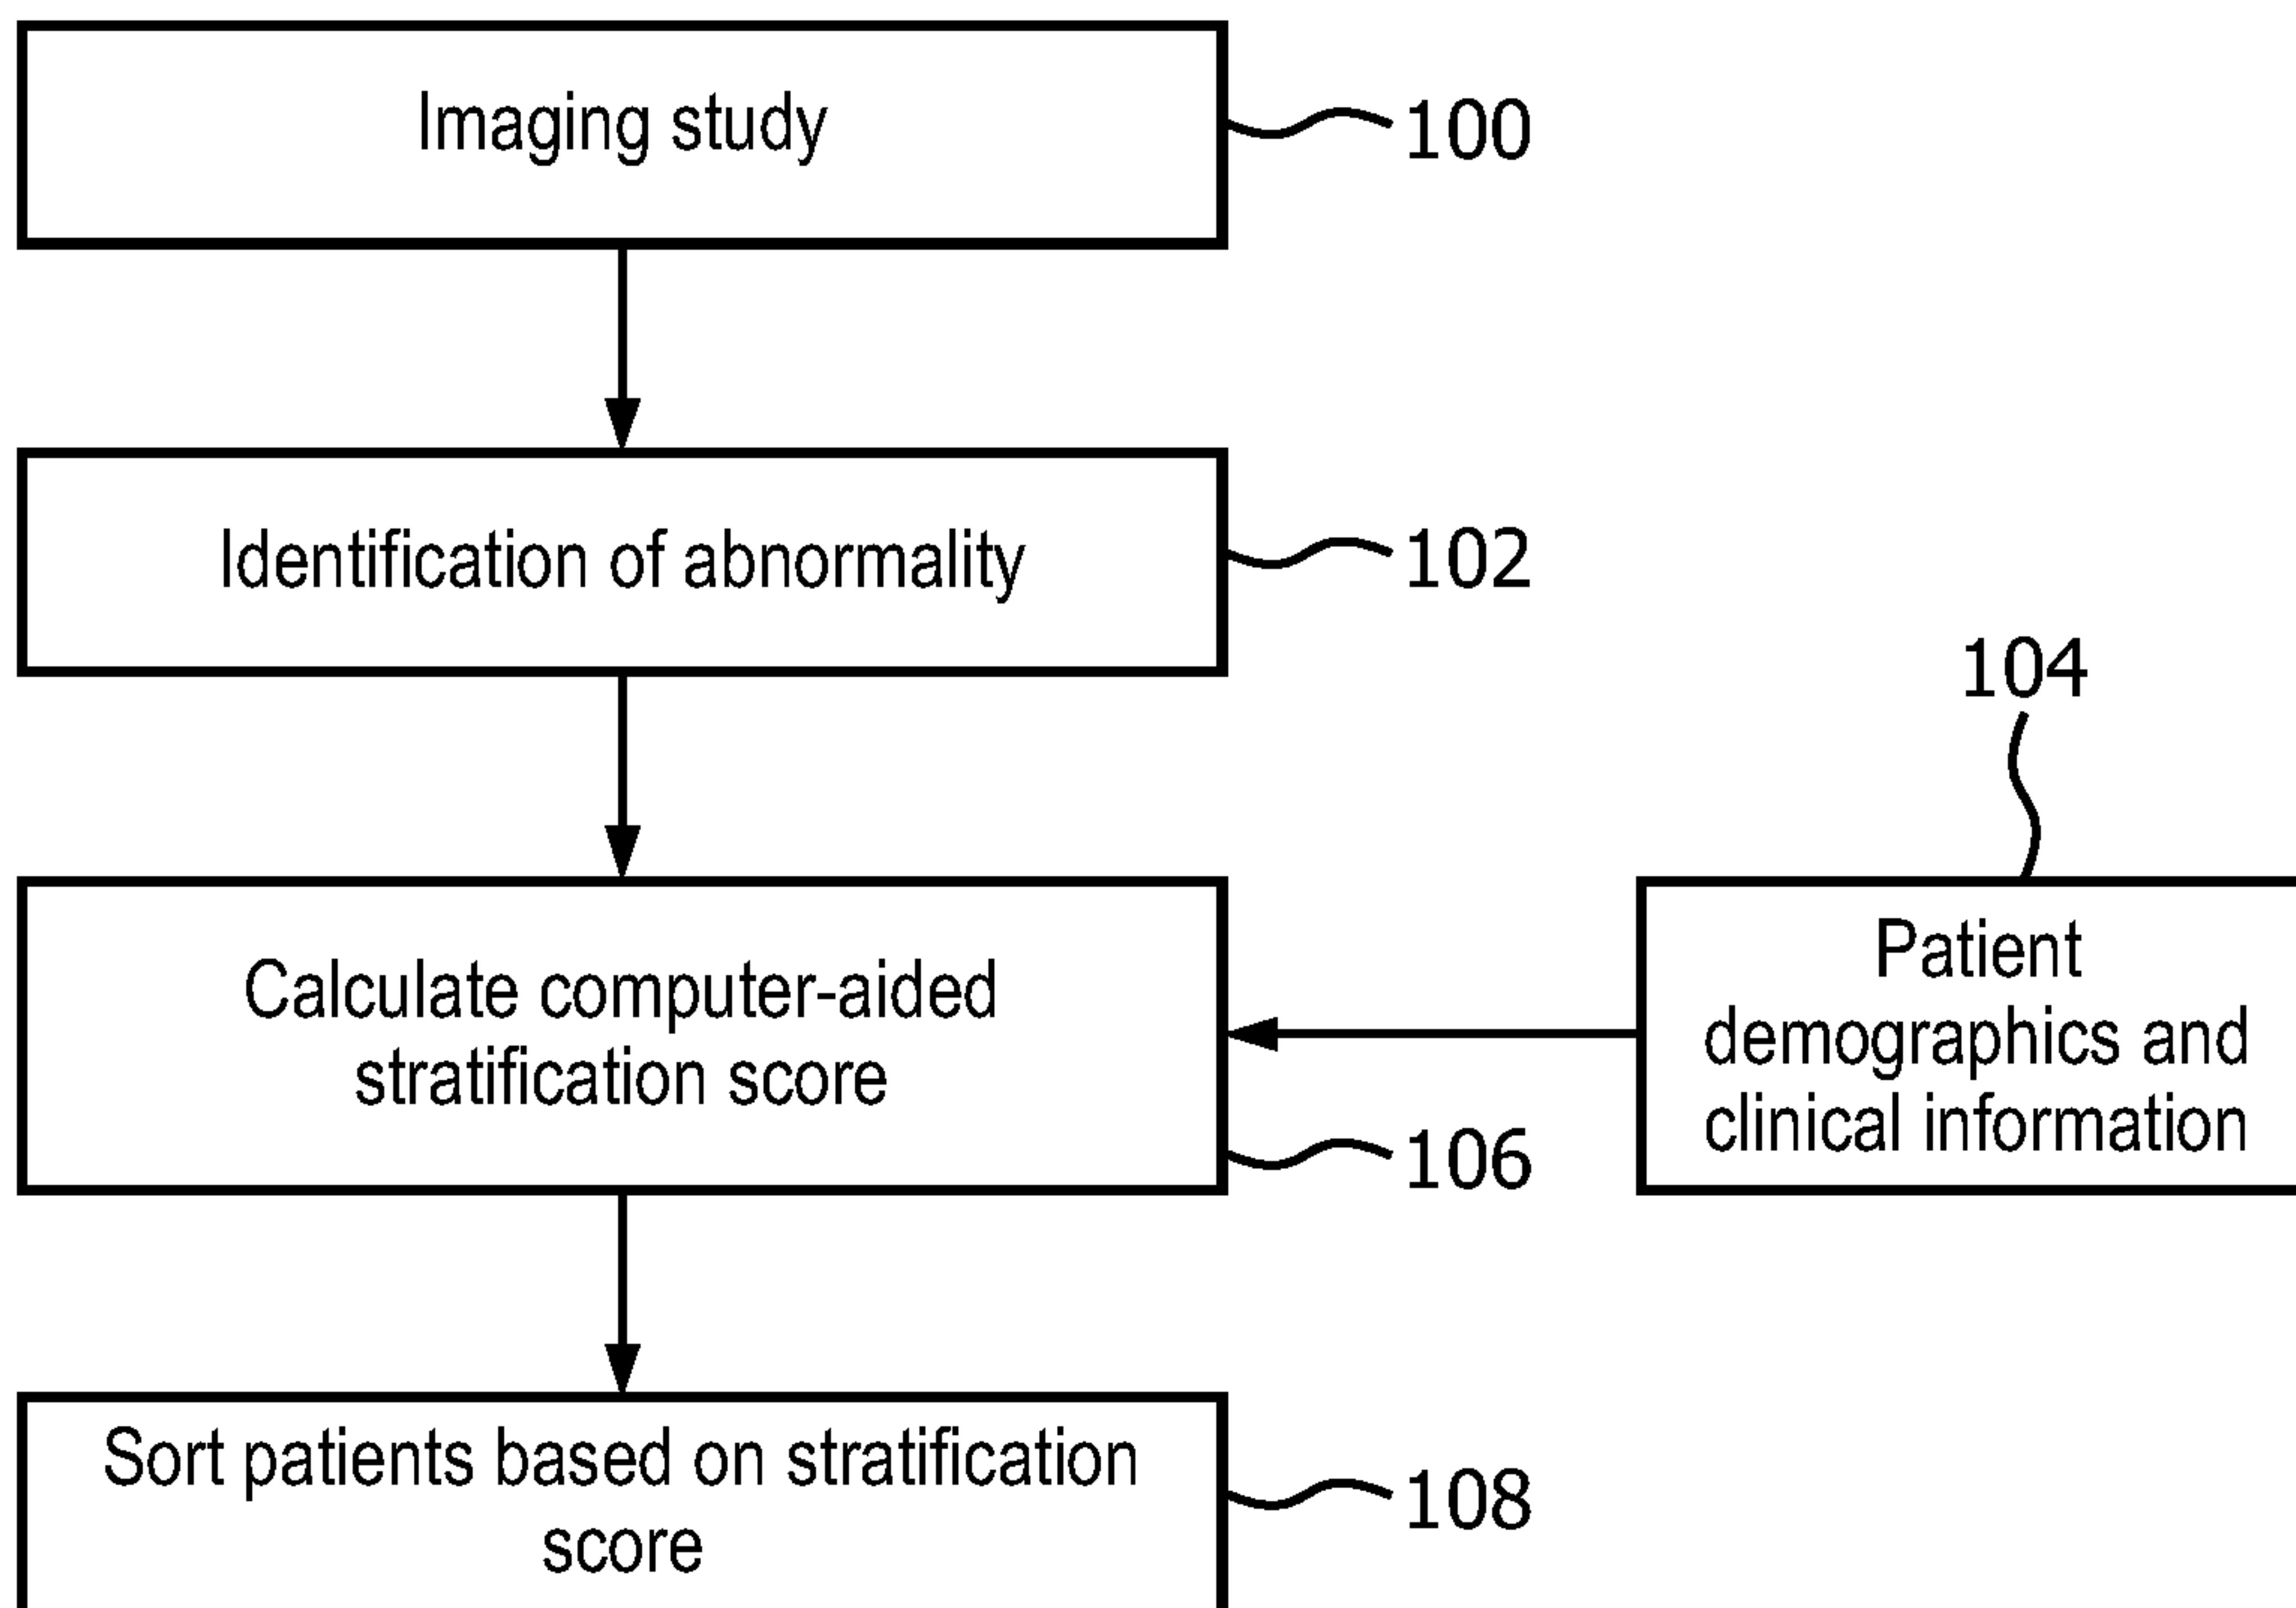 Imaging study
100
Identification of abnormality
102
104
Calculate computer-aided
stratification score
106
Patient
demographics and
clinical information
Sort patients based on stratification
score
108